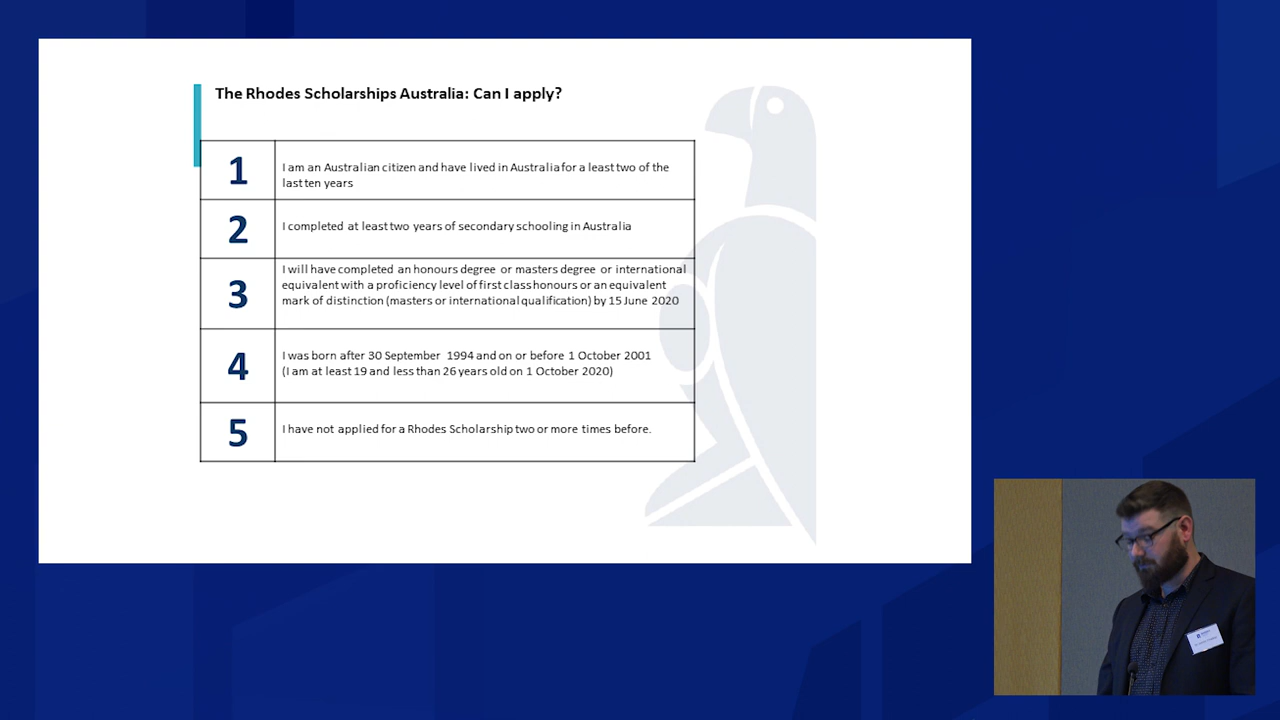 The Rhodes Scholarships Australia: Can I apply?
1
I am an Australian citizen and have lived in Australia for a least two of the
last ten years
2
I completed at least two years of secondary schooling in Australia
3
I will have completed an honours degree or masters degree or international
equivalent with a proficiency level of first class honours or an equivalent
mark of distinction (masters or international qualification) by 15 June 2020
4
I was born after 30 September 1994 and on or before 1 October 2001
(I am at least 19 and less than 26 years old on 1 October 2020)
5
I have not applied for a Rhodes Scholarship two or more times before.